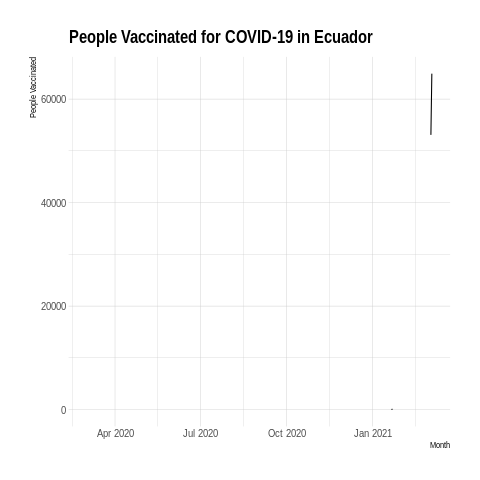 People Vaccinated for COVID-19 in Ecuador
People Vaccinated
60000
40000
20000
0
Apr 2020
Jul 2020
Oct 2020
Jan 2021
Month